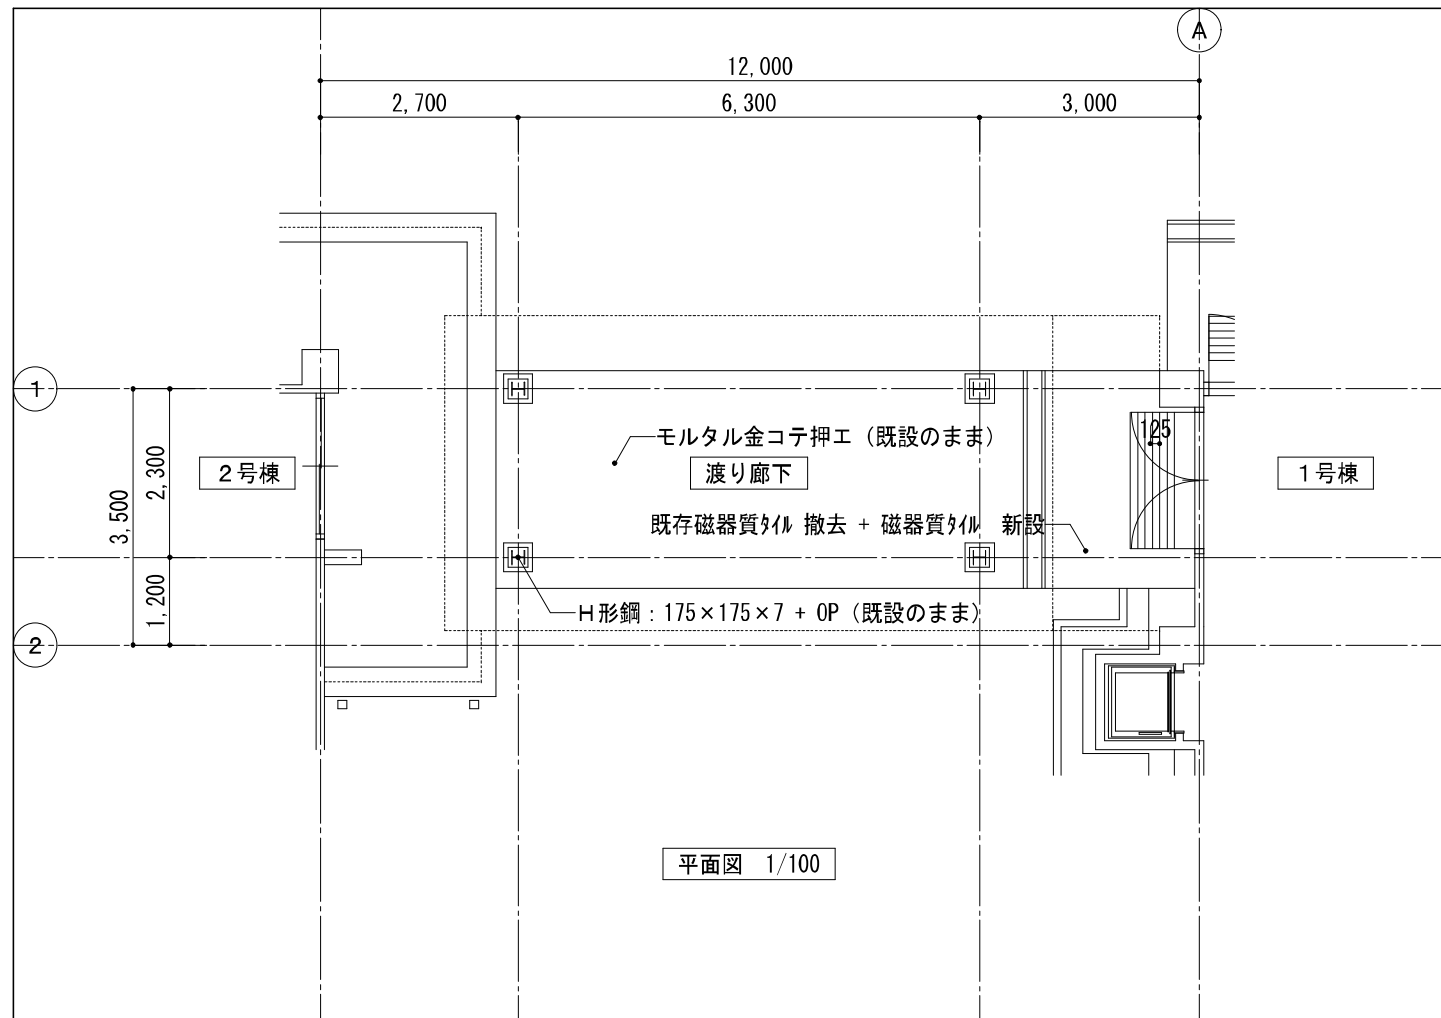 A
12,000
2,700
6,300
3,000
1
モルタル金コテ押エ（既設のまま）
125
2号棟
渡り廊下
1号棟
2,300
3,500
既存磁器質ﾀｲﾙ 撤去 + 磁器質ﾀｲﾙ　新設
1,200
H形鋼：175×175×7 + OP（既設のまま）
2
平面図　1/100